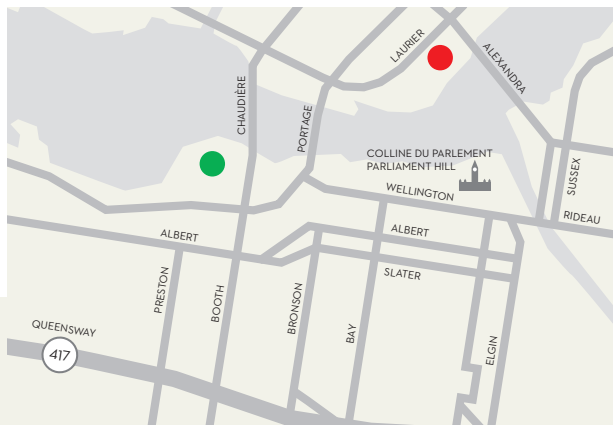 LAURIER
ALEXANDRA
CHAUDIÈRE
PORTAGE
COLLINE DU PARLEMENT
PARLIAMENT HILL
SUSSEX
WELLINGTON
RIDEAU
ALBERT
ALBERT
SLATER
PRESTON
BOOTH
BRONSON
BAY
ELGIN
QUEENSWAY
417